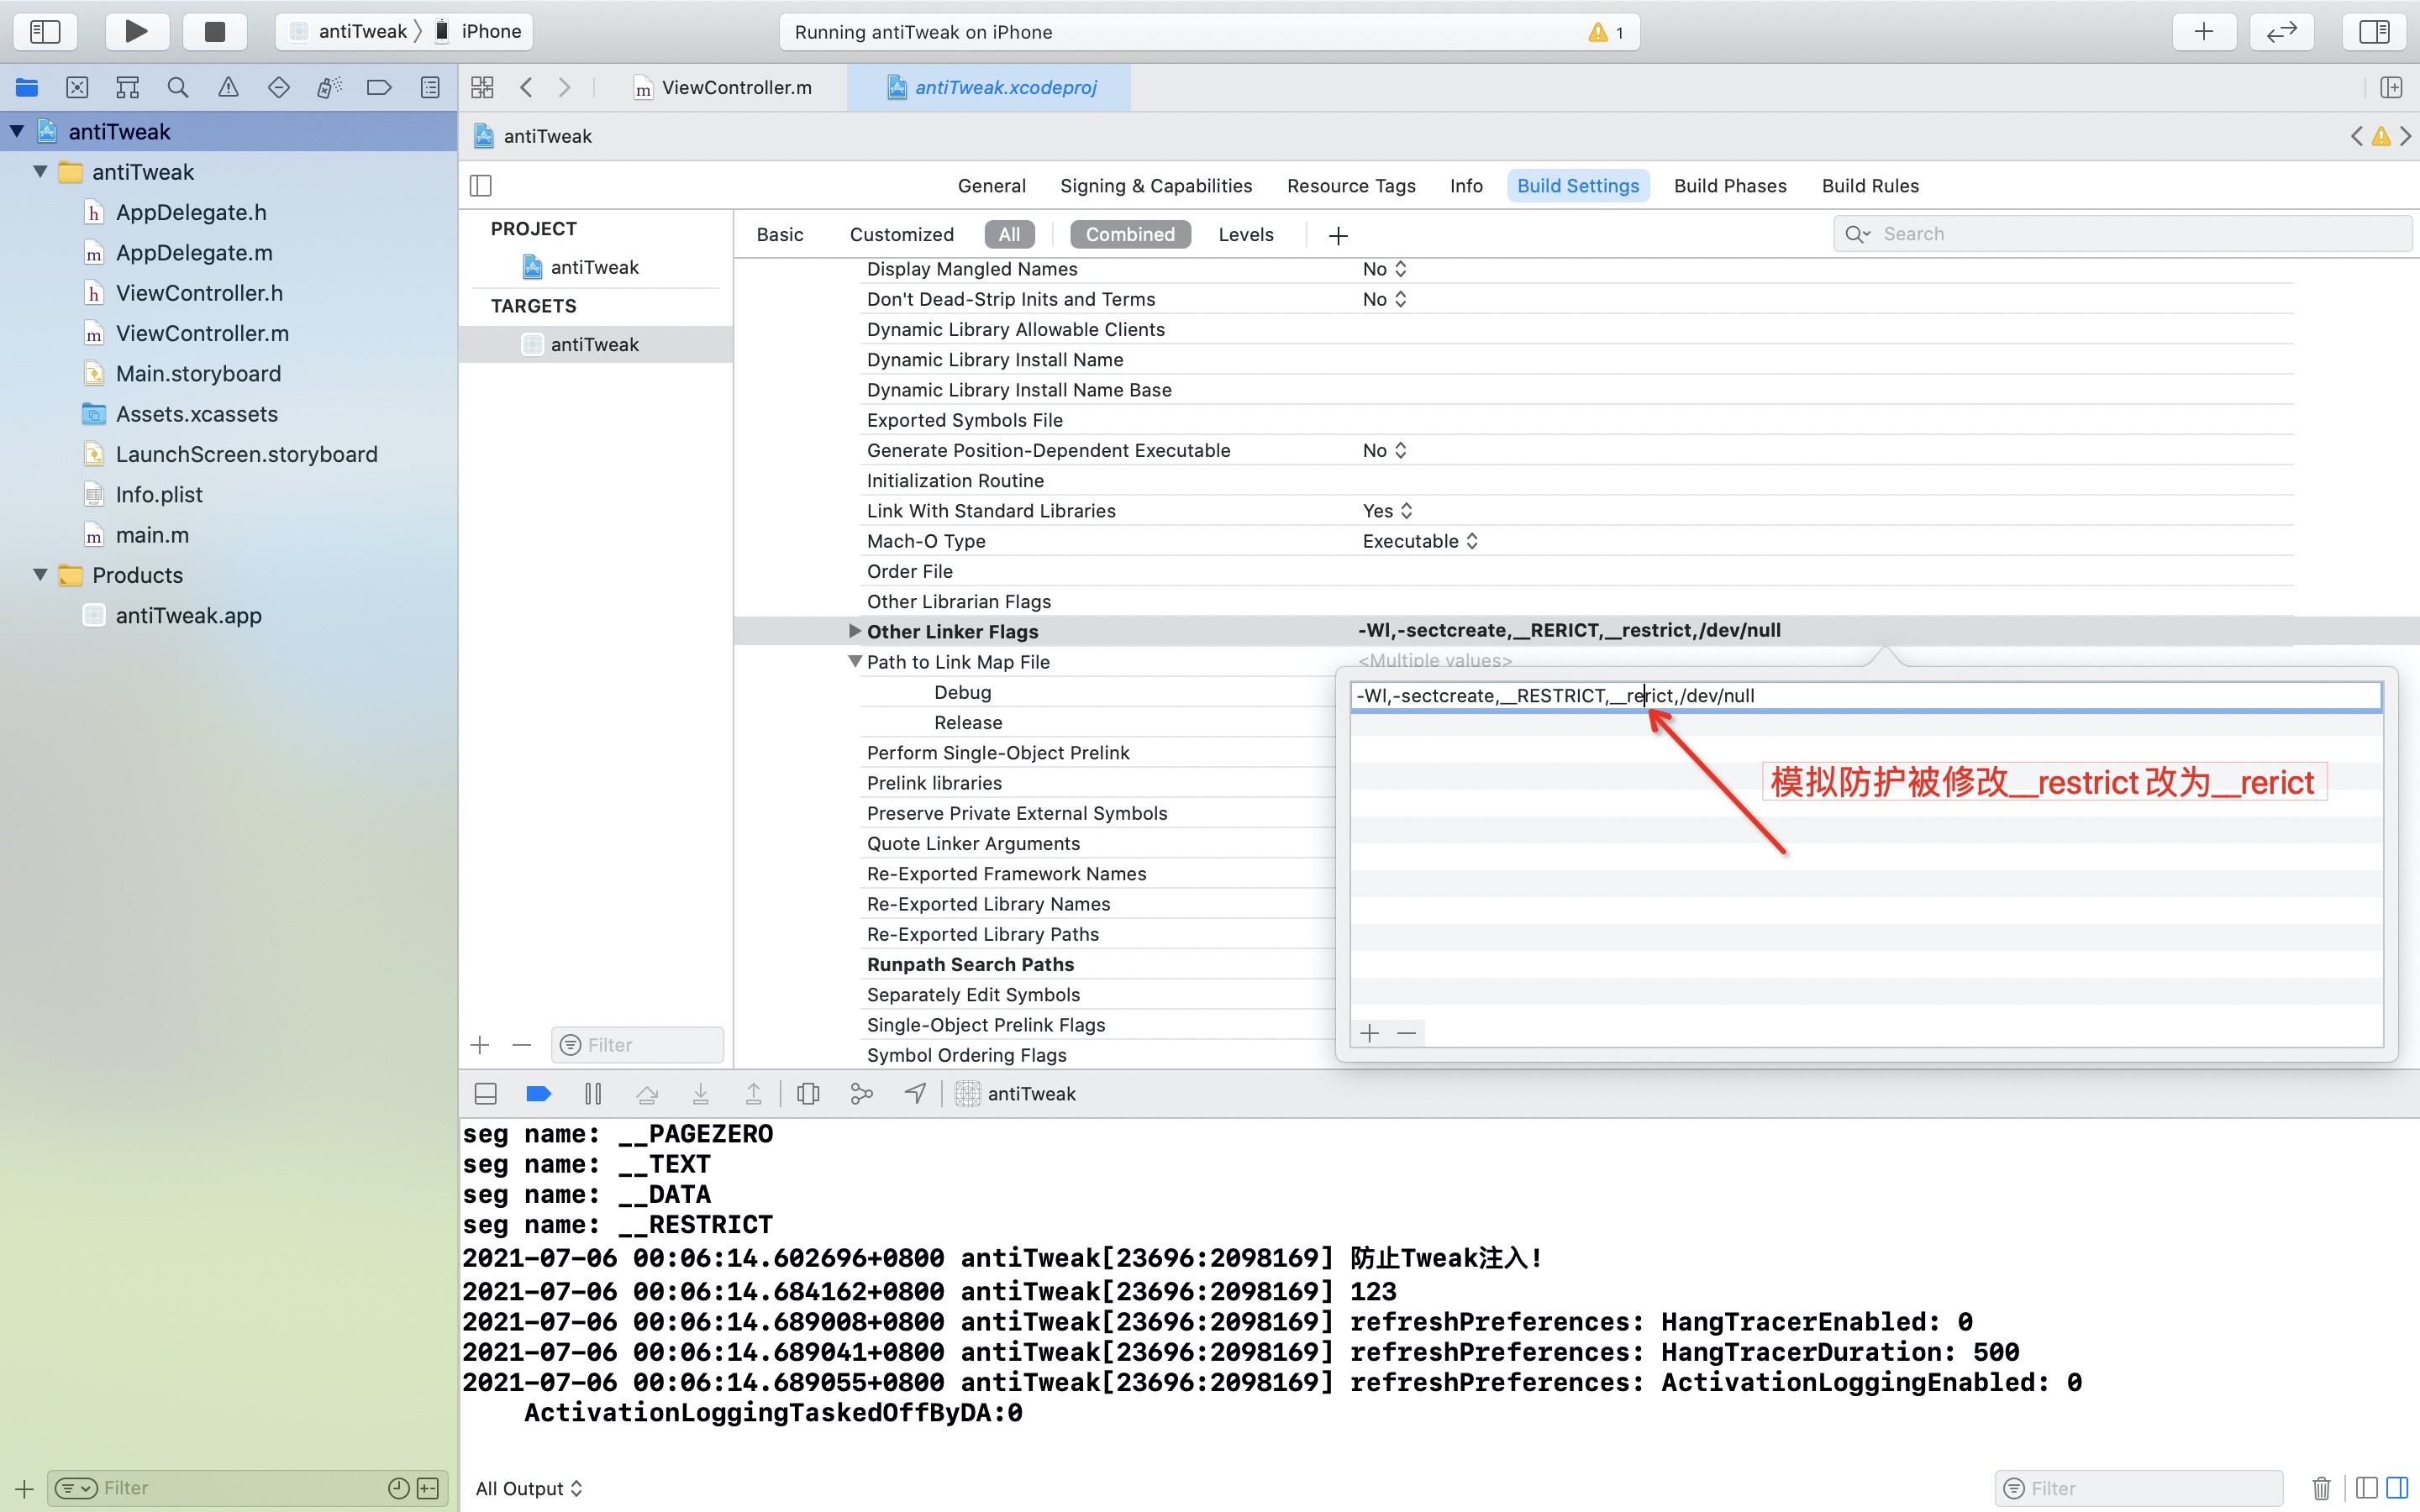 antiTweak 〉 iPhone
Running antiTweak on iPhone
1
ViewController.m
antiTweak.xcodeproj
antiTweak
antiTweak
AppDelegate.h
AppDelegate.m
ViewController.h
ViewController.m
Main.storyboard
Assets.xcassets
LaunchScreen.storyboard
Info.plist
main.m
Products
antiTweak.app
Filter
antiTweak
General Signing & Capabilities Resource Tags Info Build Settings Build Phases Build Rules
PROJECT
antiTweak
TARGETS
antiTweak
Filter
Basic Customized All Combined Levels
Search
Display Mangled Names No
Don't Dead-Strip Inits and Terms No
Dynamic Library Allowable Clients
Dynamic Library Install Name
Dynamic Library Install Name Base
Exported Symbols File
Generate Position-Dependent Executable No
Initialization Routine
Link With Standard Libraries Yes
Mach-O Type Executable
Order File
Other Librarian Flags
Other Linker Flags -Wl,-sectcreate,__RERICT,__restrict,/dev/null
Path to Link Map File <Multiple values>
Debug
Release
Perform Single-Object Prelink
Prelink libraries
Preserve Private External Symbols
Quote Linker Arguments
Re-Exported Framework Names
Re-Exported Library Names
Re-Exported Library Paths
Runpath Search Paths
Separately Edit Symbols
Single-Object Prelink Flags
Symbol Ordering Flags
-Wl,-sectcreate,__RESTRICT,__rerict,/dev/null
模拟防护被修改__restrict改为__rerict
antiTweak
seg name: __PAGEZERO
seg name: __TEXT
seg name: __DATA
seg name: __RESTRICT
2021-07-06 00:06:14.602696+0800 antiTweak[23696:2098169] 防止Tweak注入!
2021-07-06 00:06:14.684162+0800 antiTweak[23696:2098169] 123
2021-07-06 00:06:14.689008+0800 antiTweak[23696:2098169] refreshPreferences: HangTracerEnabled: 0
2021-07-06 00:06:14.689041+0800 antiTweak[23696:2098169] refreshPreferences: HangTracerDuration: 500
2021-07-06 00:06:14.689055+0800 antiTweak[23696:2098169] refreshPreferences: ActivationLoggingEnabled: 0
ActivationLoggingTaskedOffByDA:0
All Output
Filter